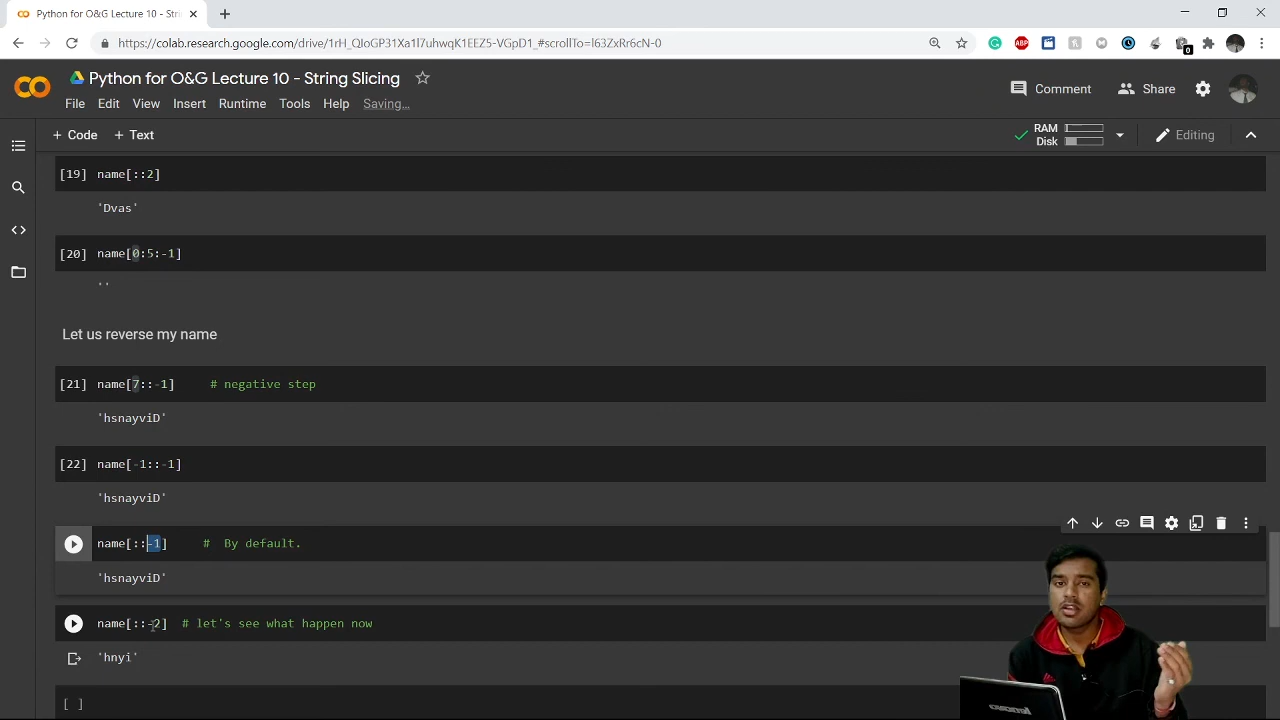 Python for O&G Lecture 10 - String
https://colab.research.google.com/drive/1rH_QIoGP31Xa1l7uhwqK1EEZ5-VGpD1_#scrollTo=l63ZxRr6cN-0
Python for O&G Lecture 10 - String Slicing
File Edit View Insert Runtime Tools Help Saving...
Comment Share
+ Code + Text
RAM
Disk
Editing
[19] name[::2]
'Dvas'
[20] name[0:5:-1]
''
Let us reverse my name
[21] name[7::-1] # negative step
'hsnayviD'
[22] name[-1::-1]
'hsnayviD'
name[::-1] # By default.
'hsnayviD'
name[::-2] # let's see what happen now
'hnyi'
[ ]
lenovo